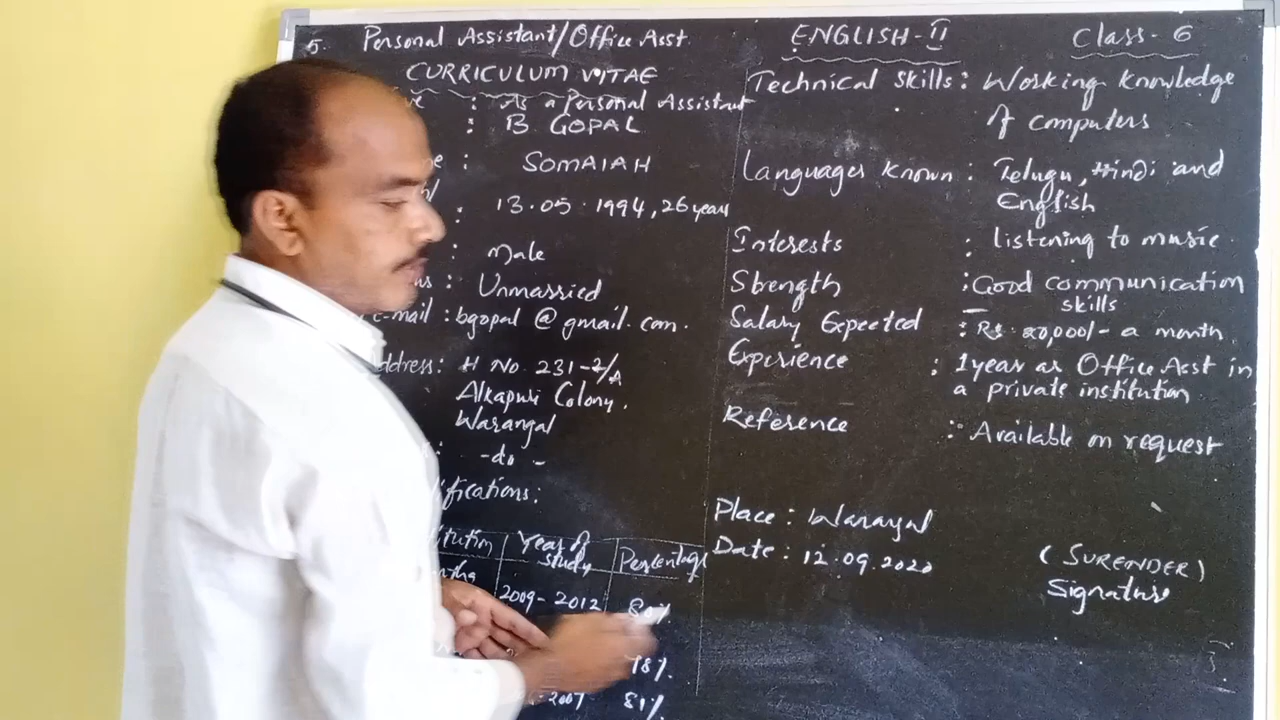 5. Personal Assistant/Office Asst.
CURRICULUM VITAE
: As a Personal Assistant
: B. GOPAL
: SOMAIAH
: 13.05.1994, 26 years
: Male
: Unmarried
E-mail : bgopal @ gmail.com.
Address: H No. 231-2/A
Alkapuri Colony,
Warangal
: -do-
Year of study
Percentage
2009-2012
80%
78%
2007
81%
ENGLISH-II
Class-6
Technical Skills : Working knowledge
of computers
Languages known : Telugu, Hindi and
English
Interests : listening to music.
Strength : Good communication
skills
Salary Expected : Rs. 20,000/- a month
Experience : 1 year as Office Asst in
a private institution
Reference : Available on request
Place : Warangal
Date : 12.09.2020
(SURENDER)
Signature